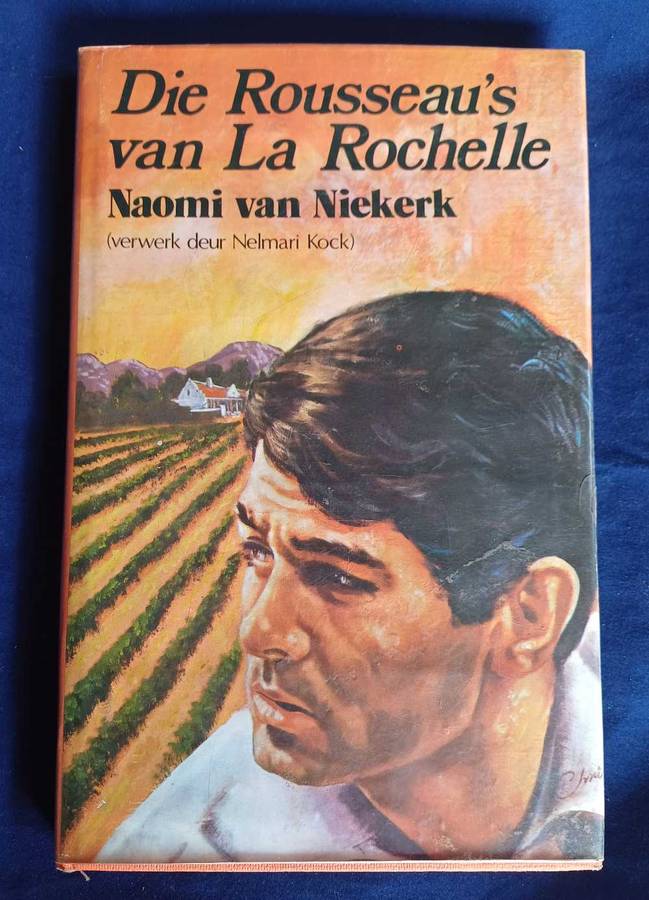 Die Rousseau's
van La Rochelle
Naomi van Niekerk
(verwerk deur Nelmari Kock)